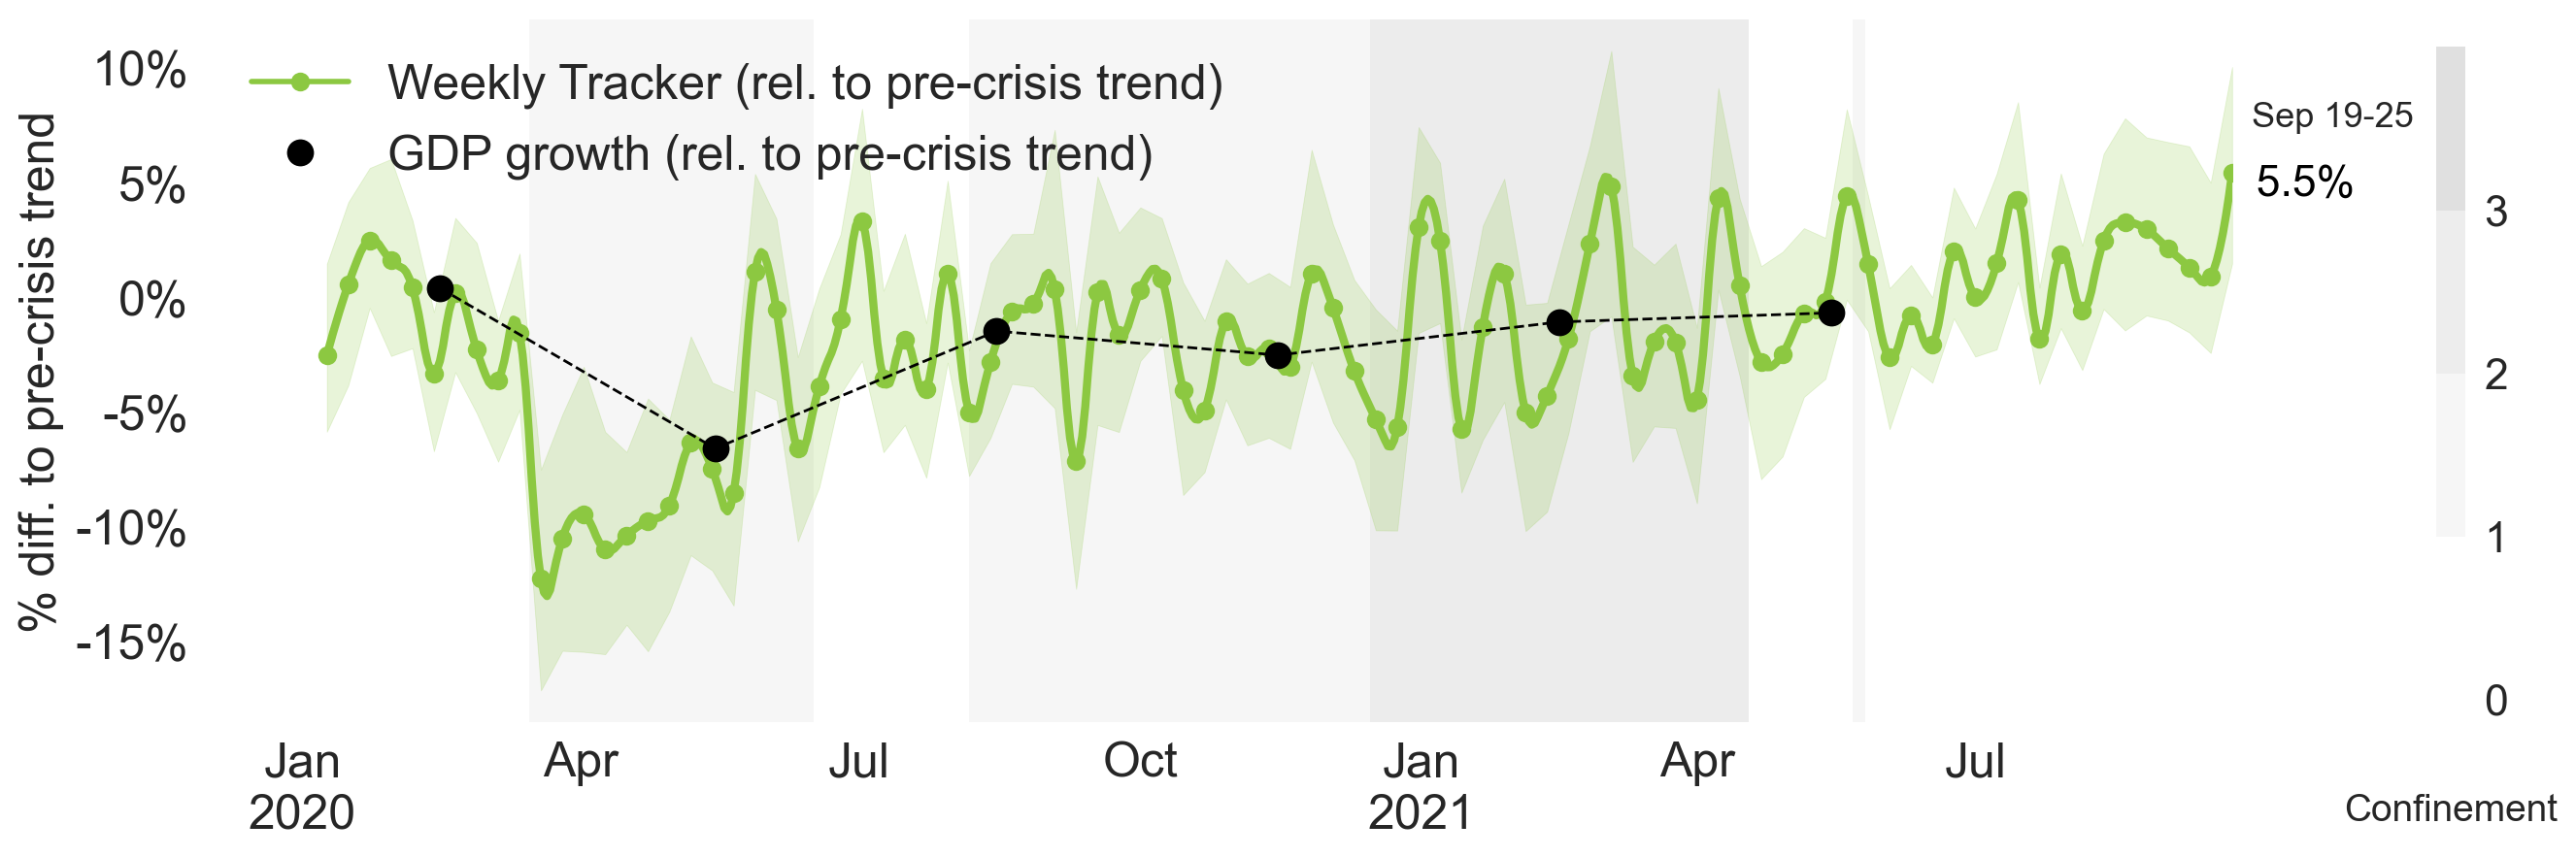 10%
5%
0%
-5%
-10%
-15%
% diff. to pre-crisis trend
Weekly Tracker (rel. to pre-crisis trend)
GDP growth (rel. to pre-crisis trend)
Sep 19-25
5.5%
3
2
1
0
Jan Apr Jul Oct Jan Apr Jul
2020 2021
Confinement